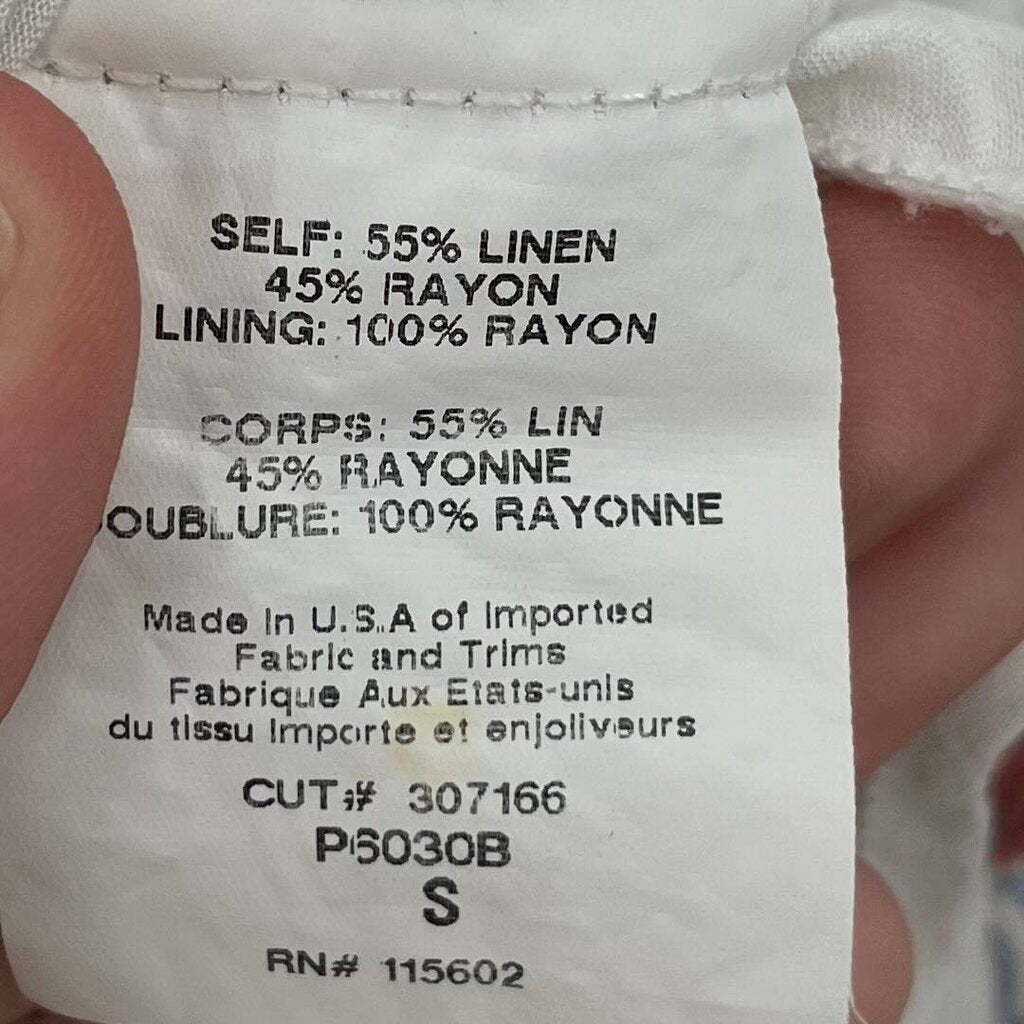 SELF: 55% LINEN
45% RAYON
LINING: 100% RAYON
CORPS: 55% LIN
45% RAYONNE
OUBLURE: 100% RAYONNE
Made In U.S.A of Imported
Fabric and Trims
Fabrique Aux Etats-unis
du tissu Importe et enjoliveurs
CUT# 307166
P6030B
S
RN# 115602